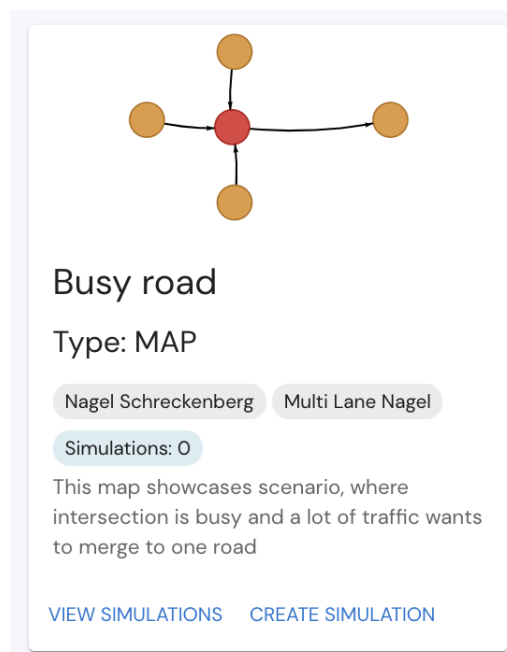 Busy road
Type: MAP
Nagel Schreckenberg Multi Lane Nagel
Simulations: 0
This map showcases scenario, where
intersection is busy and a lot of traffic wants
to merge to one road
VIEW SIMULATIONS CREATE SIMULATION